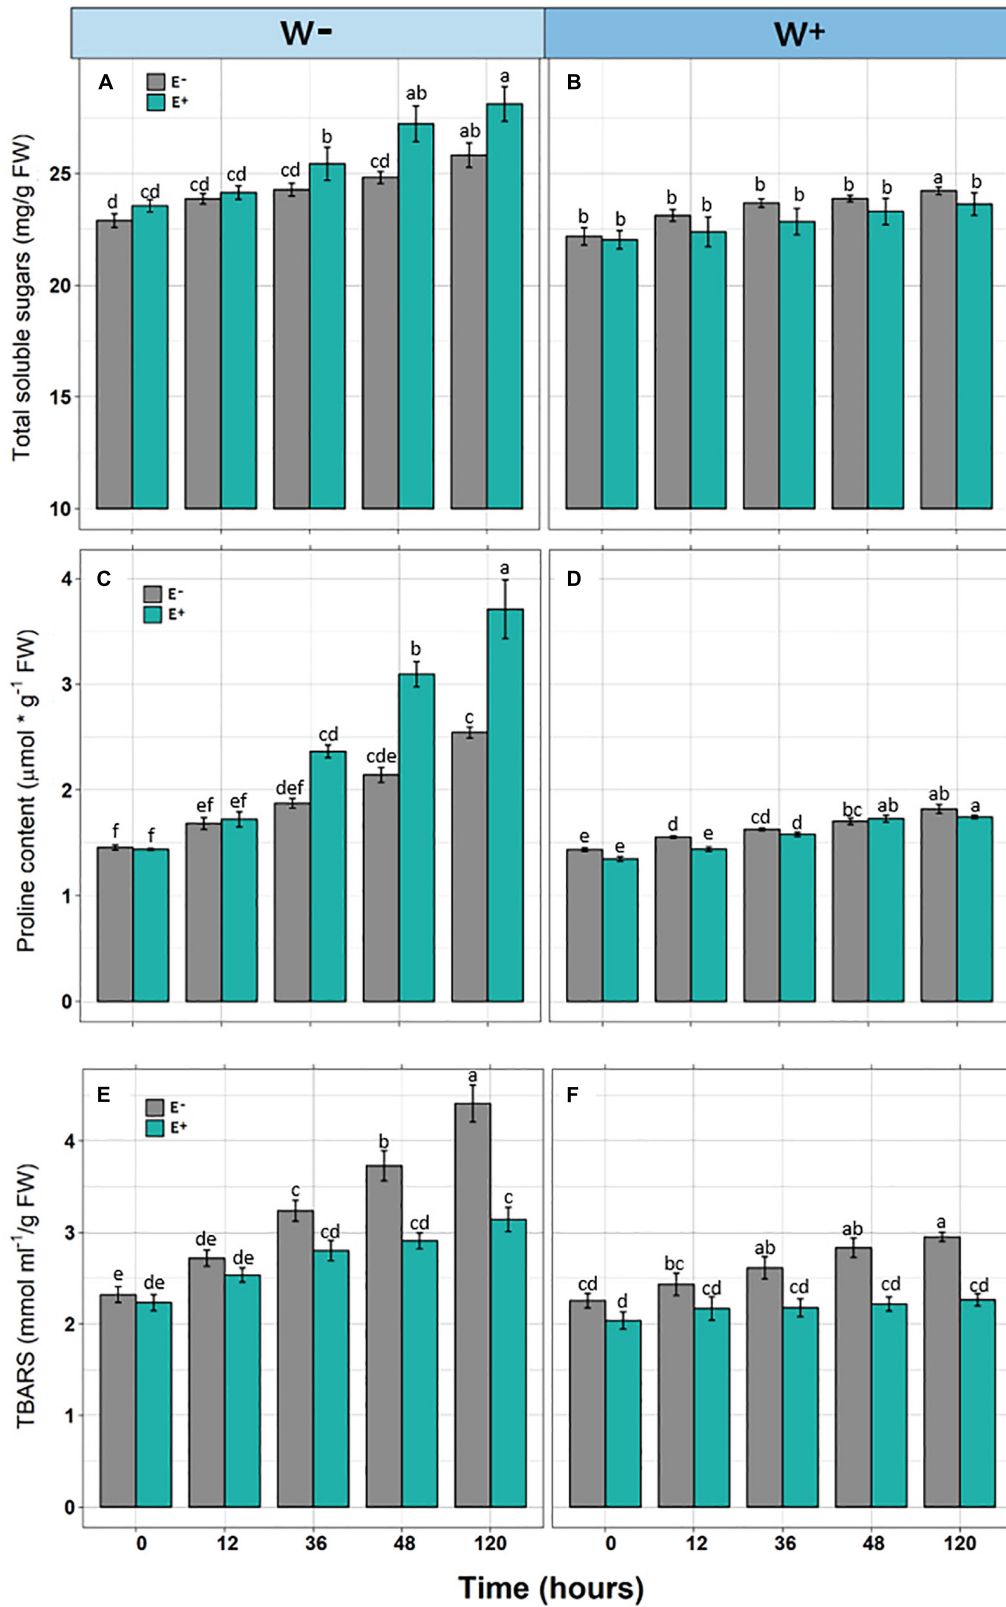 W- W+
A B
E-
E+
Total soluble sugars (mg/g FW)
25
20
15
10
d cd cd cd cd b cd ab ab a
b b b b b b b b a b
C D
E-
E+
Proline content (µmol * g-1 FW)
4
3
2
1
0
f f ef ef def cd cde b c a
e e d e cd d bc ab ab a
E F
E-
E+
TBARS (mmol ml-1/g FW)
4
3
2
1
0
e de de de c cd b cd a c
cd d bc cd ab cd ab cd a cd
0 12 36 48 120 0 12 36 48 120
Time (hours)